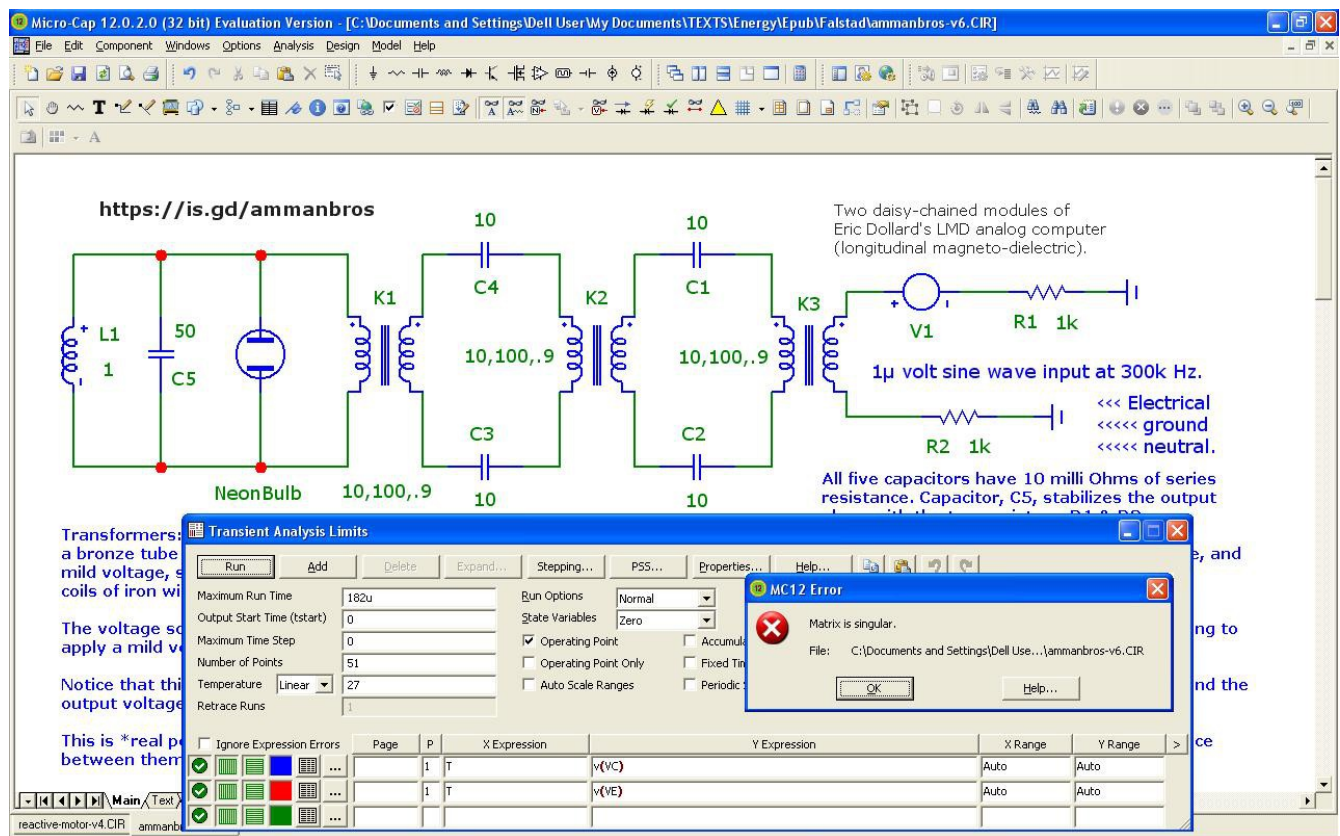 Micro-Cap 12.0.2.0 (32 bit) Evaluation Version - [C:\Documents and Settings\Dell User\My Documents\TEXTS\Energy\Epub\Falstad\ammanbros-v6.CIR]
File Edit Component Windows Options Analysis Design Model Help
https://is.gd/ammanbros
Two daisy-chained modules of
Eric Dollard's LMD analog computer
(longitudinal magneto-dielectric).
10
10
C4
C1
K1
K2
K3
V1
R1 1k
L1
1
50
C5
10,100,.9
10,100,.9
1µ volt sine wave input at 300k Hz.
<<< Electrical
<<<<< ground
<<<<< neutral.
R2 1k
C3
C2
10
10
NeonBulb
10,100,.9
All five capacitors have 10 milli Ohms of series
resistance. Capacitor, C5, stabilizes the output
Transformers:
a bronze tube
mild voltage, s
coils of iron wi
The voltage so
apply a mild v
Notice that thi
output voltage
This is *real p
between them
e, and
ng to
nd the
ce
Transient Analysis Limits
Run Add Delete Expand... Stepping... PSS... Properties... Help...
Maximum Run Time 182u
Output Start Time (tstart) 0
Maximum Time Step 0
Number of Points 51
Temperature Linear 27
Retrace Runs 1
Run Options Normal
State Variables Zero
Operating Point
Operating Point Only
Auto Scale Ranges
Accumula
Fixed Tim
Periodic S
MC12 Error
Matrix is singular.
File: C:\Documents and Settings\Dell Use...\ammanbros-v6.CIR
OK Help...
Ignore Expression Errors Page P X Expression Y Expression X Range Y Range >
1 T v(VC) Auto Auto
1 T v(VE) Auto Auto
Main Text
reactive-motor-v4.CIR ammanb